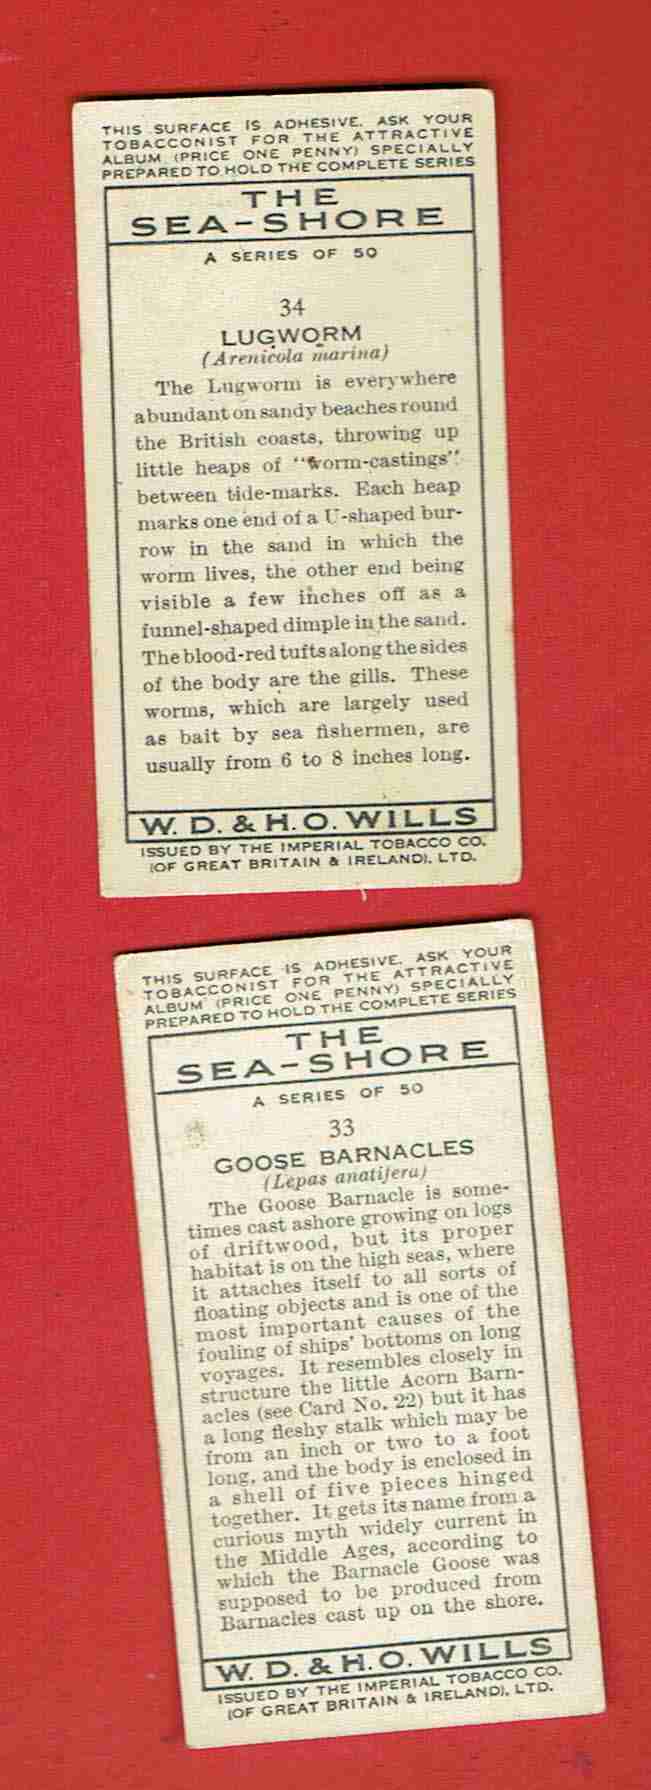 THIS SURFACE IS ADHESIVE. ASK YOUR
TOBACCONIST FOR THE ATTRACTIVE
ALBUM (PRICE ONE PENNY) SPECIALLY
PREPARED TO HOLD THE COMPLETE SERIES
THE
SEA-SHORE
A SERIES OF 50
34
LUGWORM
(Arenicola marina)
The Lugworm is everywhere
abundant on sandy beaches round
the British coasts, throwing up
little heaps of "worm-castings"
between tide-marks. Each heap
marks one end of a U-shaped bur-
row in the sand in which the
worm lives, the other end being
visible a few inches off as a
funnel-shaped dimple in the sand.
The blood-red tufts along the sides
of the body are the gills. These
worms, which are largely used
as bait by sea fishermen, are
usually from 6 to 8 inches long.
W. D. & H. O. WILLS
ISSUED BY THE IMPERIAL TOBACCO CO.
(OF GREAT BRITAIN & IRELAND), LTD.
THIS SURFACE IS ADHESIVE. ASK YOUR
TOBACCONIST FOR THE ATTRACTIVE
ALBUM (PRICE ONE PENNY) SPECIALLY
PREPARED TO HOLD THE COMPLETE SERIES
THE
SEA-SHORE
A SERIES OF 50
33
GOOSE BARNACLES
(Lepas anatifera)
The Goose Barnacle is some-
times cast ashore growing on logs
of driftwood, but its proper
habitat is on the high seas, where
it attaches itself to all sorts of
floating objects and is one of the
most important causes of the
fouling of ships' bottoms on long
voyages. It resembles closely in
structure the little Acorn Barn-
acles (see Card No. 22) but it has
a long fleshy stalk which may be
from an inch or two to a foot
long, and the body is enclosed in
a shell of five pieces hinged
together. It gets its name from a
curious myth widely current in
the Middle Ages, according to
which the Barnacle Goose was
supposed to be produced from
Barnacles cast up on the shore.
W. D. & H. O. WILLS
ISSUED BY THE IMPERIAL TOBACCO CO.
(OF GREAT BRITAIN & IRELAND), LTD.